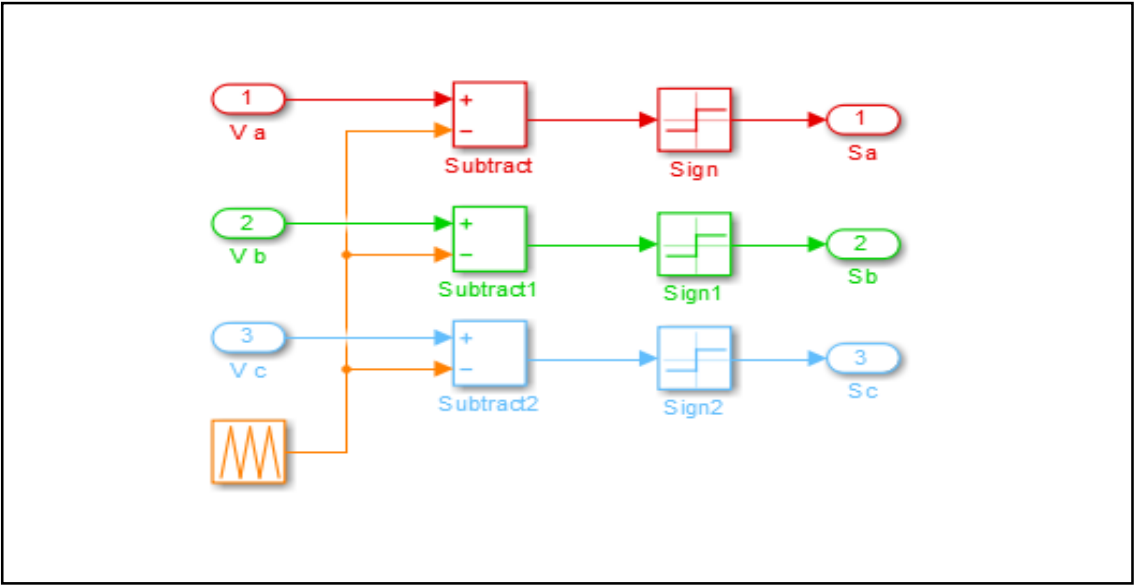 1
V a
+
−
Subtract
Sign
1
Sa
2
V b
+
−
Subtract1
Sign1
2
Sb
3
V c
+
−
Subtract2
Sign2
3
Sc